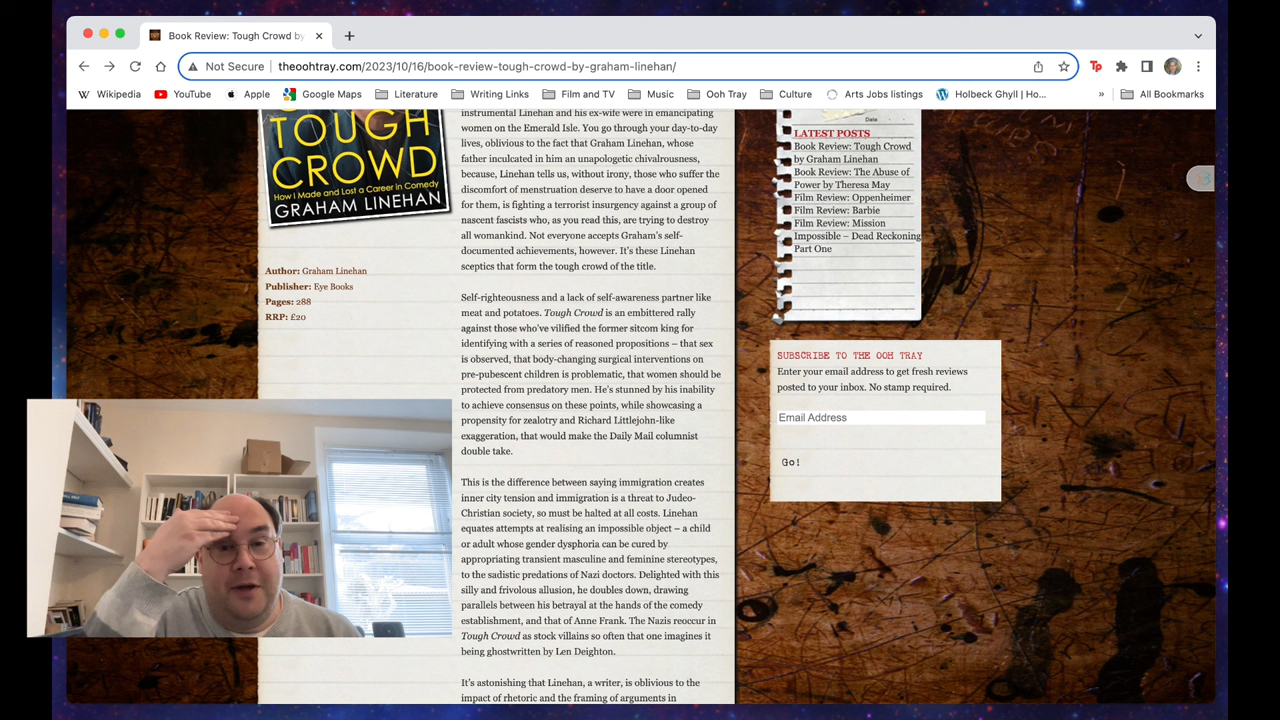 Book Review: Tough Crowd by
Not Secure
theoohtray.com/2023/10/16/book-review-tough-crowd-by-graham-linehan/
Wikipedia
YouTube
Apple
Google Maps
Literature
Writing Links
Film and TV
Music
Ooh Tray
Culture
Arts Jobs listings
Holbeck Ghyll | Ho...
»
All Bookmarks
TOUGH
CROWD
How I Made and Lost a Career in Comedy
GRAHAM LINEHAN
Author: Graham Linehan
Publisher: Eye Books
Pages: 288
RRP: £20
instrumental Linehan and his ex-wife were in emancipating
women on the Emerald Isle. You go through your day-to-day
lives, oblivious to the fact that Graham Linehan, whose
father inculcated in him an unapologetic chivalrousness,
because, Linehan tells us, without irony, those who suffer the
discomfort of menstruation deserve to have a door opened
for them, is fighting a terrorist insurgency against a group of
nascent fascists who, as you read this, are trying to destroy
all womankind. Not everyone accepts Graham's self-
documented achievements, however. It's these Linehan
sceptics that form the tough crowd of the title.
Self-righteousness and a lack of self-awareness partner like
meat and potatoes. Tough Crowd is an embittered rally
against those who've vilified the former sitcom king for
identifying with a series of reasoned propositions – that sex
is observed, that body-changing surgical interventions on
pre-pubescent children is problematic, that women should be
protected from predatory men. He's stunned by his inability
to achieve consensus on these points, while showcasing a
propensity for zealotry and Richard Littlejohn-like
exaggeration, that would make the Daily Mail columnist
double take.
This is the difference between saying immigration creates
inner city tension and immigration is a threat to Judeo-
Christian society, so must be halted at all costs. Linehan
equates attempts at realising an impossible object – a child
or adult whose gender dysphoria can be cured by
appropriating transient masculine and feminine stereotypes,
to the sadistic predations of Nazi doctors. Delighted with this
silly and frivolous allusion, he doubles down, drawing
parallels between his betrayal at the hands of the comedy
establishment, and that of Anne Frank. The Nazis reoccur in
Tough Crowd as stock villains so often that one imagines it
being ghostwritten by Len Deighton.
It's astonishing that Linehan, a writer, is oblivious to the
impact of rhetoric and the framing of arguments in
Date
LATEST POSTS
Book Review: Tough Crowd
by Graham Linehan
Book Review: The Abuse of
Power by Theresa May
Film Review: Oppenheimer
Film Review: Barbie
Film Review: Mission
Impossible – Dead Reckoning
Part One
SUBSCRIBE TO THE OOH TRAY
Enter your email address to get fresh reviews
posted to your inbox. No stamp required.
Email Address
Go!